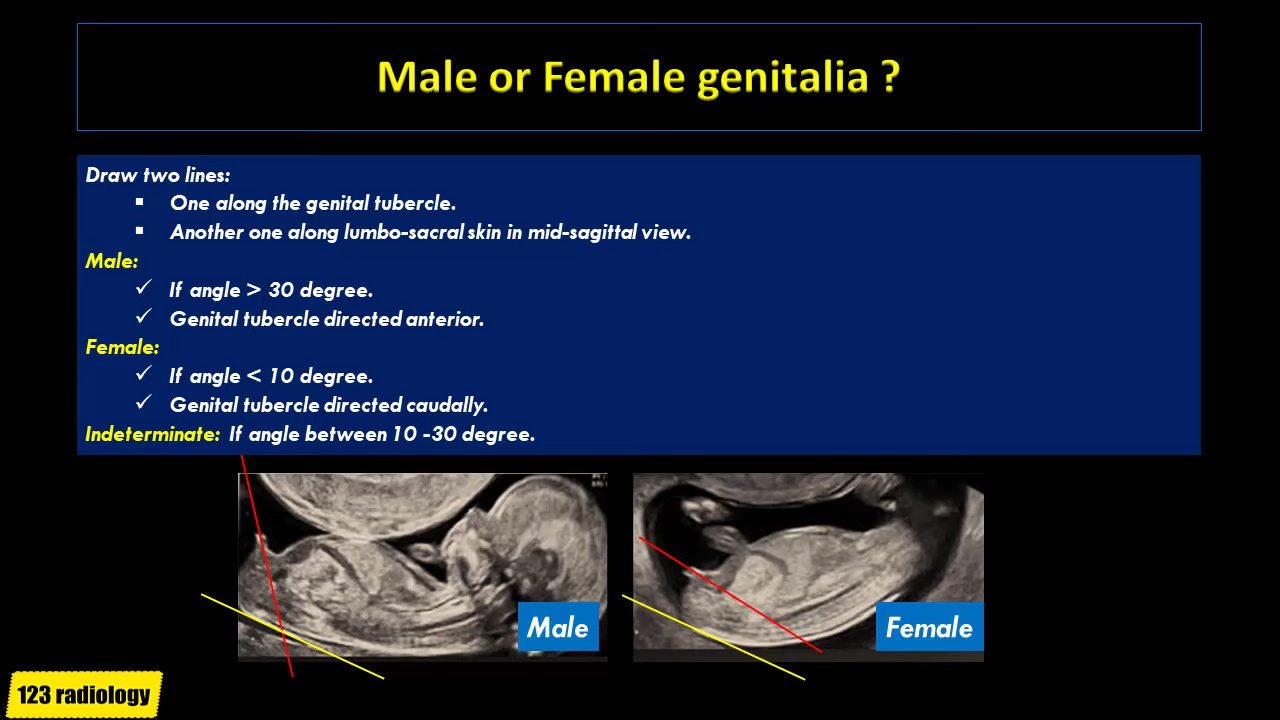 Male or Female genitalia ?
Draw two lines:
▪ One along the genital tubercle.
▪ Another one along lumbo-sacral skin in mid-sagittal view.
Male:
✓ If angle > 30 degree.
✓ Genital tubercle directed anterior.
Female:
✓ If angle < 10 degree.
✓ Genital tubercle directed caudally.
Indeterminate: If angle between 10 -30 degree.
Male
Female
123 radiology